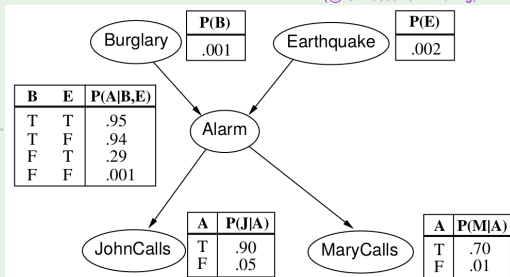 Burglary
P(B)
.001
Earthquake
P(E)
.002
B E P(A|B,E)
T T .95
T F .94
F T .29
F F .001
Alarm
JohnCalls
A P(J|A)
T .90
F .05
MaryCalls
A P(M|A)
T .70
F .01